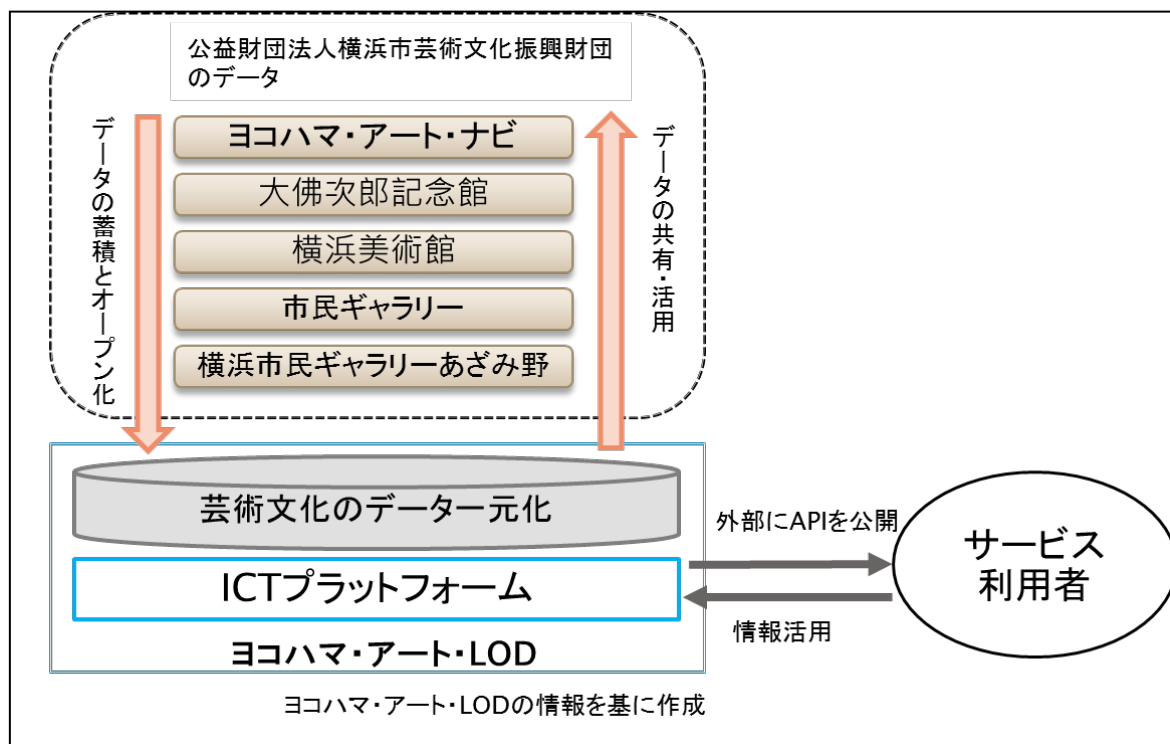 公益財団法人横浜市芸術文化振興財団
のデータ
データの蓄積とオープン化
ヨコハマ・アート・ナビ
大佛次郎記念館
横浜美術館
市民ギャラリー
横浜市民ギャラリーあざみ野
データの共有・活用
芸術文化のデータ一元化
ICTプラットフォーム
ヨコハマ・アート・LOD
外部にAPIを公開
情報活用
サービス
利用者
ヨコハマ・アート・LODの情報を基に作成